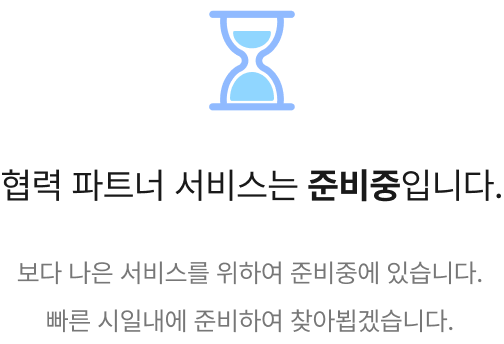 협력 파트너 서비스는 준비중입니다.
보다 나은 서비스를 위하여 준비중에 있습니다.
빠른 시일내에 준비하여 찾아뵙겠습니다.